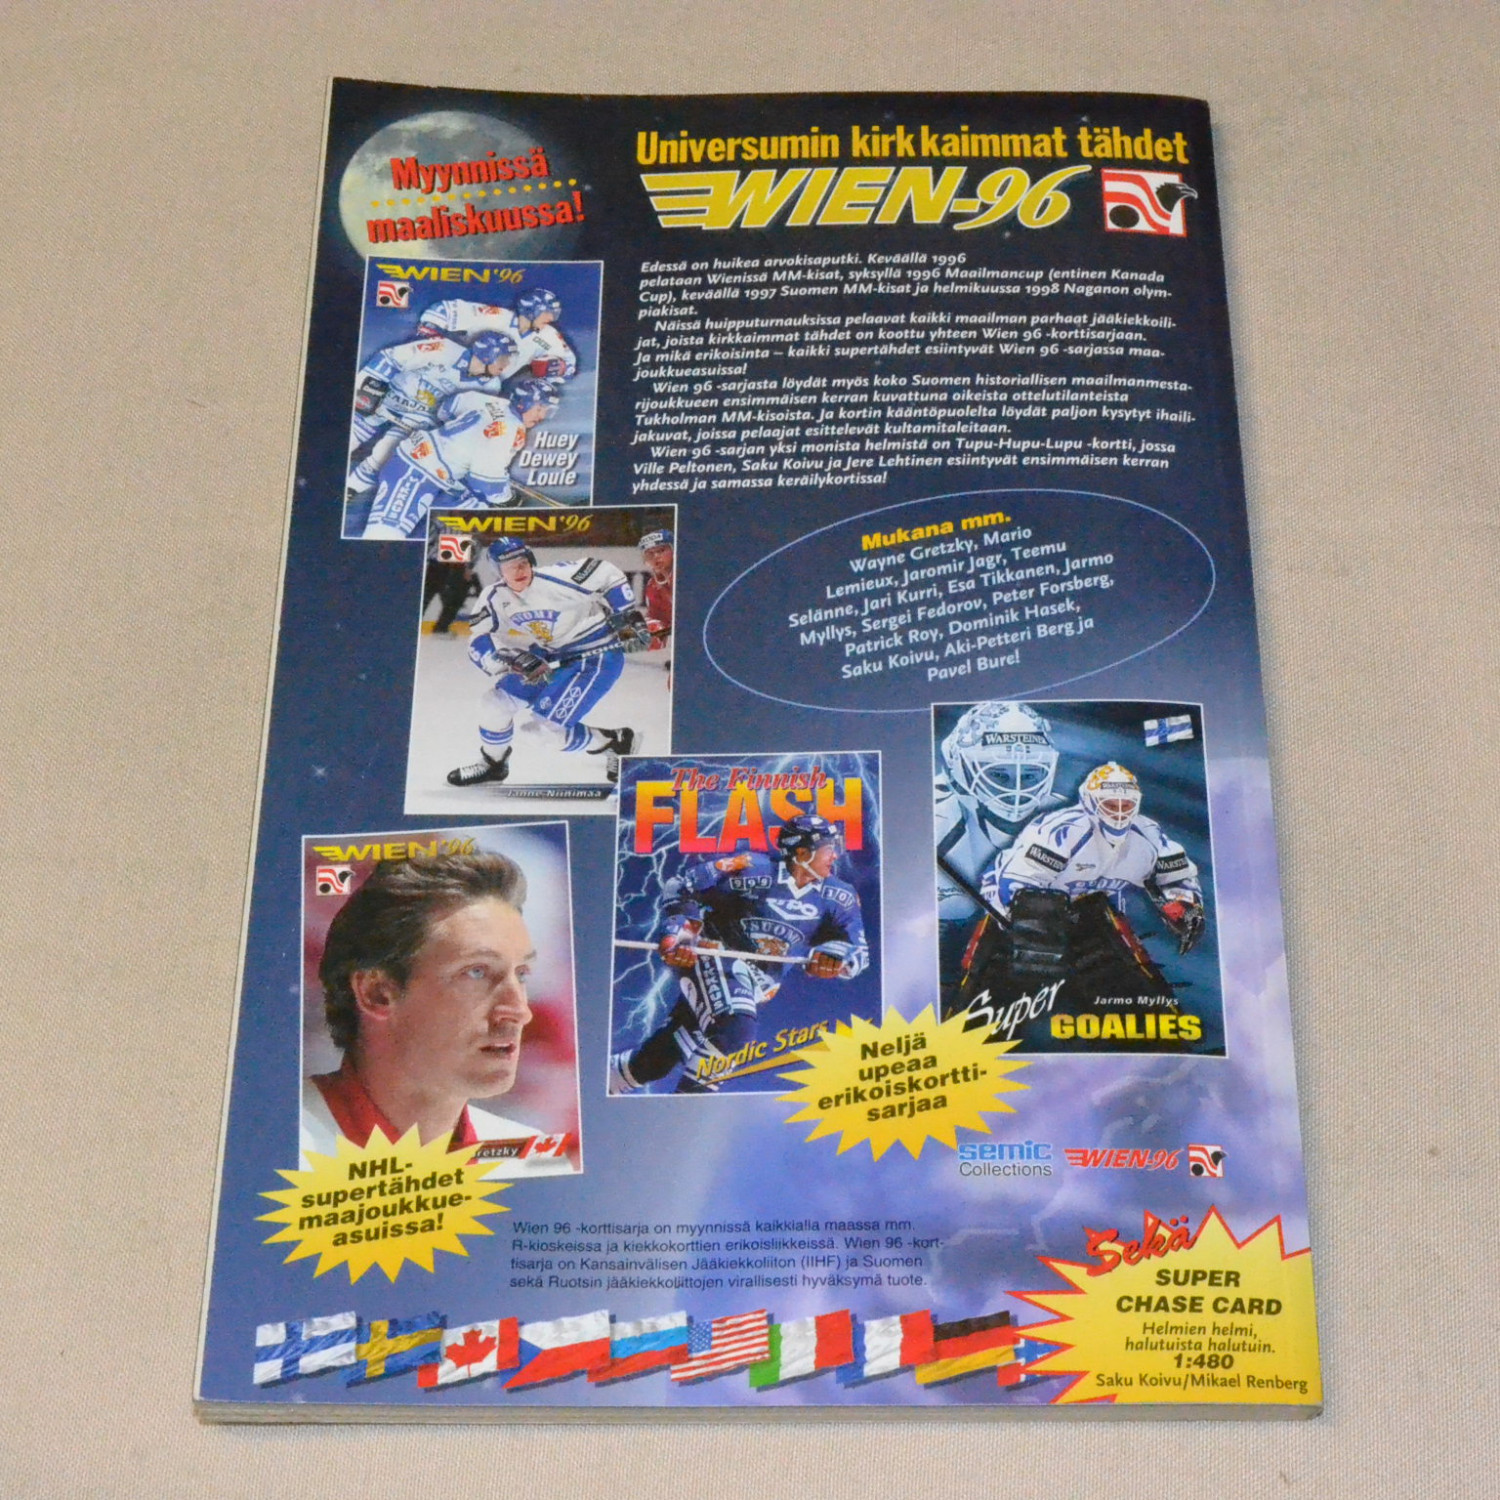 Myynnissä
maaliskuussa!
Universumin kirkkaimmat tähdet
WIEN-96
Edessä on huikea arvokisaputki. Keväällä 1996
pelataan Wienissä MM-kisat, syksyllä 1996 Maailmancup (entinen Kanada
Cup), keväällä 1997 Suomen MM-kisat ja helmikuussa 1998 Naganon olym-
piakisat.
Näissä huipputurnauksissa pelaavat kaikki maailman parhaat jääkiekkoili-
jat, joista kirkkaimmat tähdet on koottu yhteen Wien 96 -korttisarjaan.
Ja mikä erikoisinta – kaikki supertähdet esiintyvät Wien 96 -sarjassa maa-
joukkueasuissa!
Wien 96 -sarjasta löydät myös koko Suomen historiallisen maailmanmesta-
rijoukkueen ensimmäisen kerran kuvattuna oikeista ottelutilanteista
Tukholman MM-kisoista. Ja kortin kääntöpuolelta löydät paljon kysytyt ihaili-
jakuvat, joissa pelaajat esittelevät kultamitaleitaan.
Wien 96 -sarjan yksi monista helmistä on Tupu-Hupu-Lupu -kortti, jossa
Ville Peltonen, Saku Koivu ja Jere Lehtinen esiintyvät ensimmäisen kerran
yhdessä ja samassa keräilykortissa!
WIEN'96
Huey
Dewey
Louie
Mukana mm.
Wayne Gretzky, Mario
Lemieux, Jaromir Jagr, Teemu
Selänne, Jari Kurri, Esa Tikkanen, Jarmo
Myllys, Sergei Fedorov, Peter Forsberg,
Patrick Roy, Dominik Hasek,
Saku Koivu, Aki-Petteri Berg ja
Pavel Bure!
WIEN'96
SUOMI
KOHO
Janne Niinimaa
The Finnish
FLASH
SUOMI
Nordic Stars
WARSTEINER
WARSTEI
WARST
SUOMI
Super
Jarmo Myllys
GOALIES
WIEN'96
retzky
NHL-
supertähdet
maajoukkue-
asuissa!
Neljä
upeaa
erikoiskortti-
sarjaa
semic
Collections
WIEN-96
Wien 96 -korttisarja on myynnissä kaikkialla maassa mm.
R-kioskeissa ja kiekkokorttien erikoisliikkeissä. Wien 96 -kort-
tisarja on Kansainvälisen Jääkiekkoliiton (IIHF) ja Suomen
sekä Ruotsin jääkiekkoliittojen virallisesti hyväksymä tuote.
Sekä
SUPER
CHASE CARD
Helmien helmi,
halutuista halutuin.
1:480
Saku Koivu/Mikael Renberg